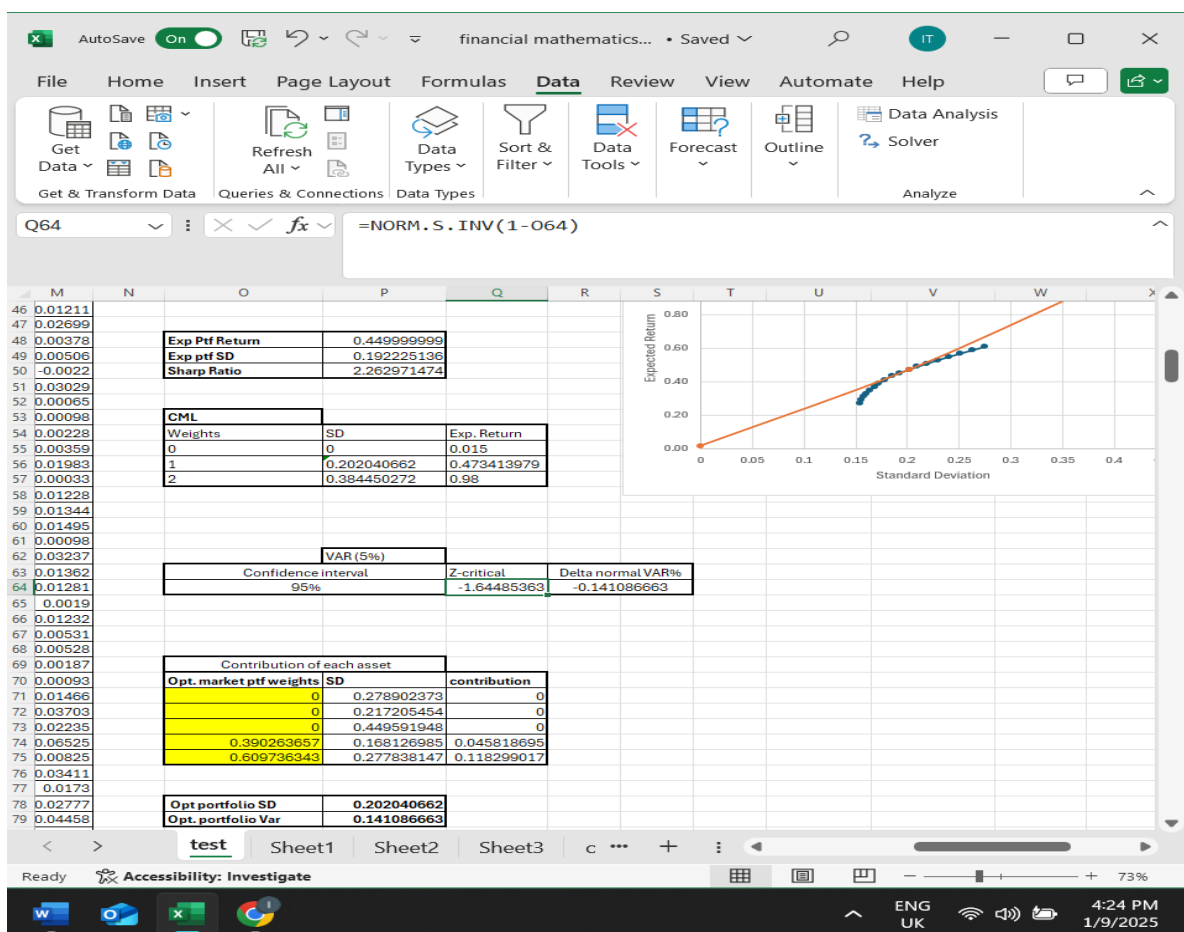 AutoSave On financial mathematics... • Saved IT
File Home Insert Page Layout Formulas Data Review View Automate Help
Get Data Refresh All Data Types Sort & Filter Data Tools Forecast Outline Data Analysis Solver
Get & Transform Data Queries & Connections Data Types Analyze
Q64 fx =NORM.S.INV(1-O64)
M N O P Q R S T U V W X
46 0.01211 0.80
47 0.02699
48 0.00378 Exp Ptf Return 0.449999999 0.60
49 0.00506 Exp ptf SD 0.192225136
50 -0.0022 Sharp Ratio 2.262971474 0.40
Expected Return
51 0.03029
52 0.00065
53 0.00098 CML 0.20
54 0.00228 Weights SD Exp. Return
55 0.00359 0 0 0.015 0.00
56 0.01983 1 0.202040662 0.473413979 0 0.05 0.1 0.15 0.2 0.25 0.3 0.35 0.4
57 0.00033 2 0.384450272 0.98 Standard Deviation
58 0.01228
59 0.01344
60 0.01495
61 0.00098
62 0.03237 VAR (5%)
63 0.01362 Confidence interval Z-critical Delta normal VAR%
64 0.01281 95% -1.64485363 -0.141086663
65 0.0019
66 0.01232
67 0.00531
68 0.00528
69 0.00187 Contribution of each asset
70 0.00093 Opt. market ptf weights SD contribution
71 0.01466 0 0.278902373 0
72 0.03703 0 0.217205454 0
73 0.02235 0 0.449591948 0
74 0.06525 0.390263657 0.168126985 0.045818695
75 0.00825 0.609736343 0.277838147 0.118299017
76 0.03411
77 0.0173
78 0.02777 Opt portfolio SD 0.202040662
79 0.04458 Opt. portfolio Var 0.141086663
test Sheet1 Sheet2 Sheet3 c ...
Ready Accessibility: Investigate 73%
ENG 4:24 PM
UK 1/9/2025